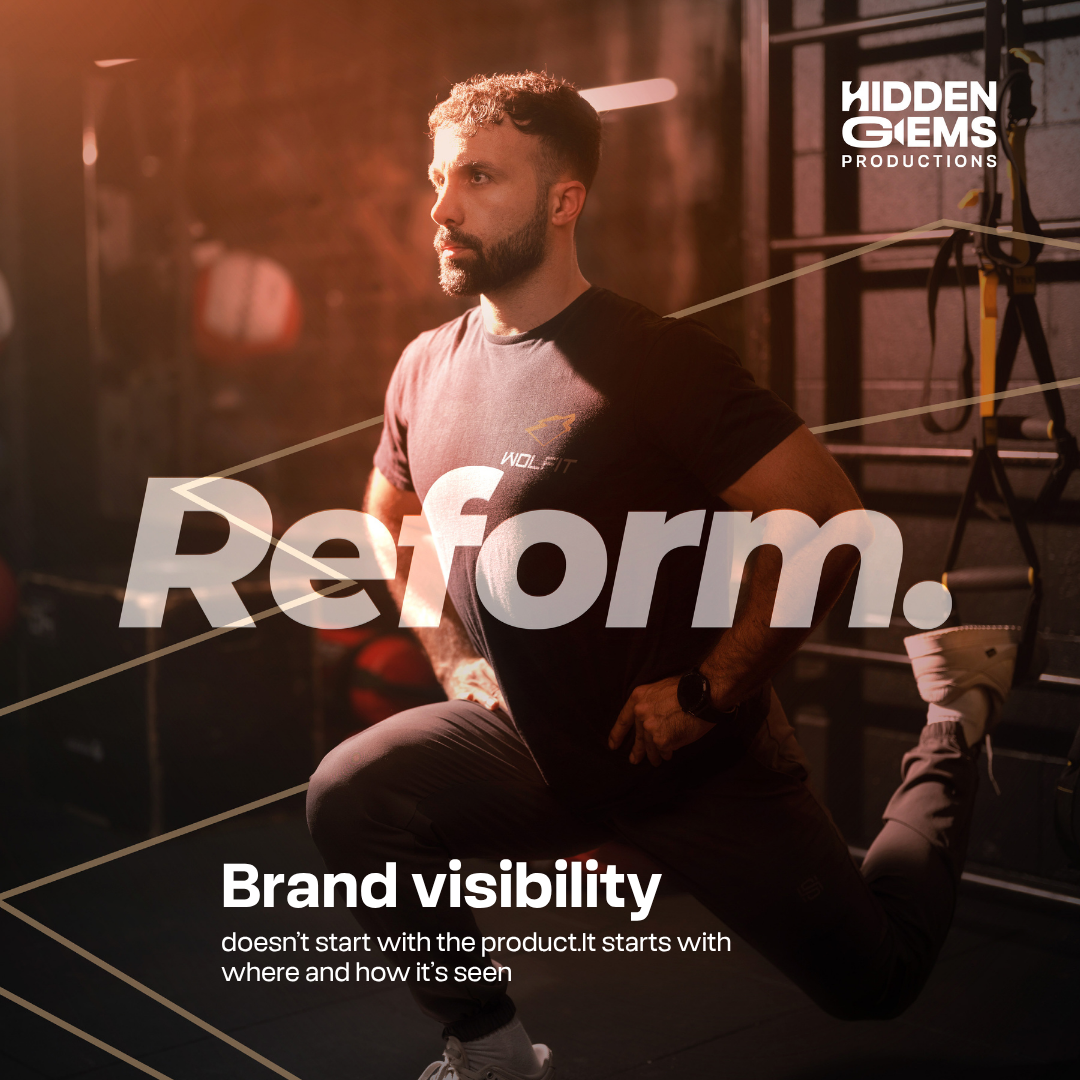 HIDDEN
GEMS
PRODUCTIONS
WOLFIT
Reform.
Brand visibility
doesn't start with the product.It starts with
where and how it's seen